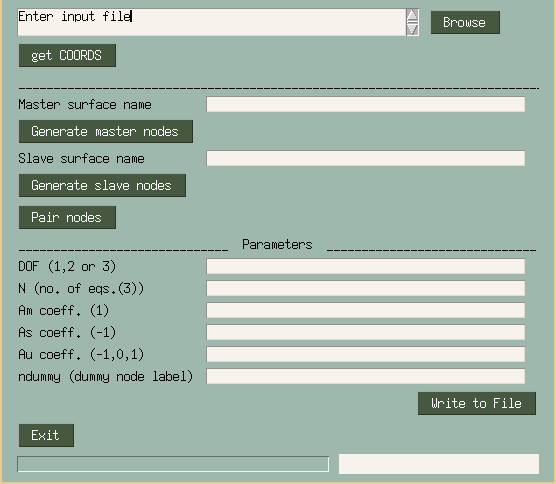 Enter input file
Browse
get COORDS
Master surface name
Generate master nodes
Slave surface name
Generate slave nodes
Pair nodes
Parameters
DOF (1,2 or 3)
N (no. of eqs.(3))
Am coeff. (1)
As coeff. (-1)
Au coeff. (-1,0,1)
ndummy (dummy node label)
Write to File
Exit